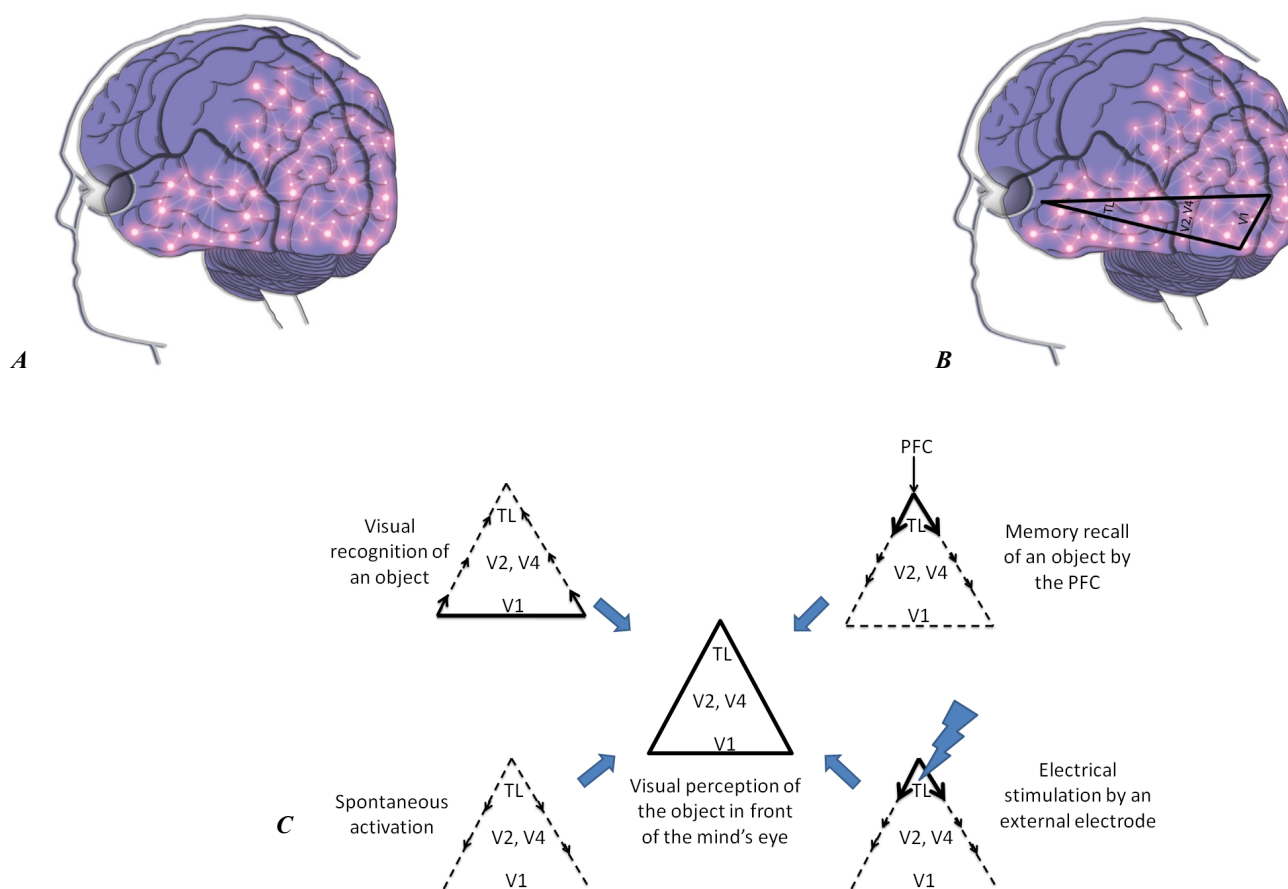 TL
V2, V4
V1
A
B
PFC
Visual
recognition of
an object
TL
V2, V4
V1
TL
V2, V4
V1
Memory recall
of an object by
the PFC
TL
V2, V4
V1
Visual perception of
the object in front
of the mind's eye
C
Spontaneous
activation
TL
V2, V4
V1
TL
V2, V4
V1
Electrical
stimulation by an
external electrode